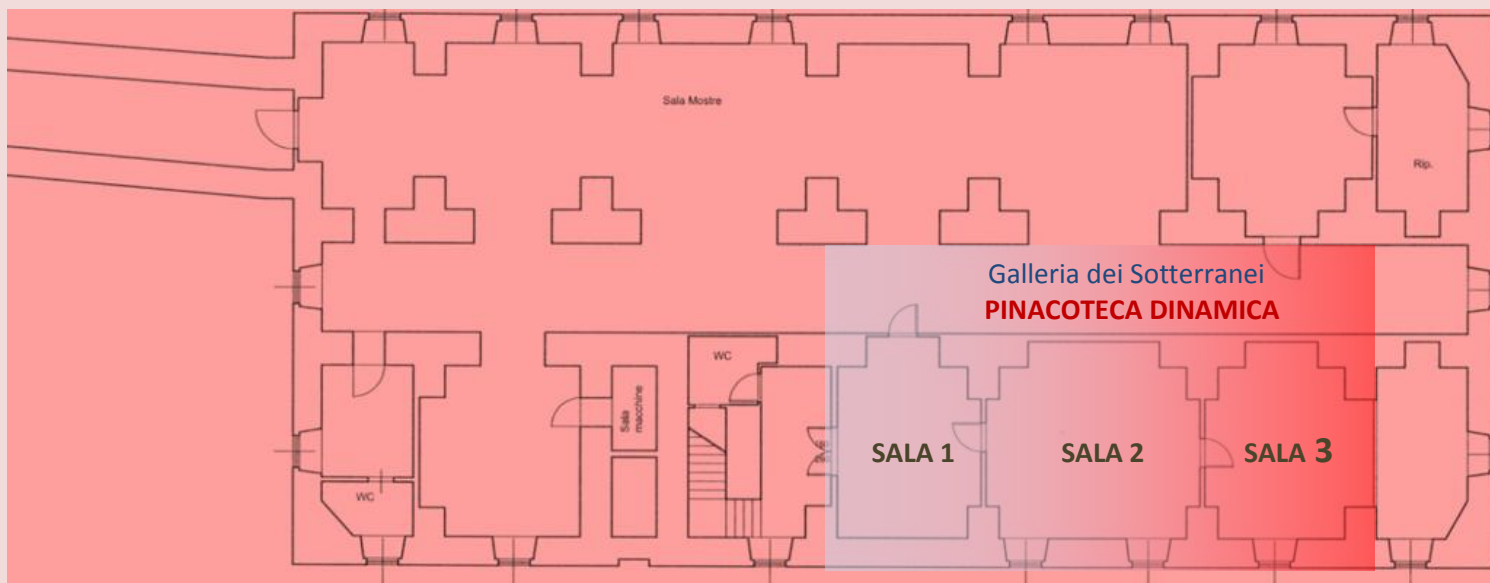 Sala Mostre
Rip.
Galleria dei Sotterranei
PINACOTECA DINAMICA
WC
Sala
macchine
SALA 1
SALA 2
SALA 3
WC